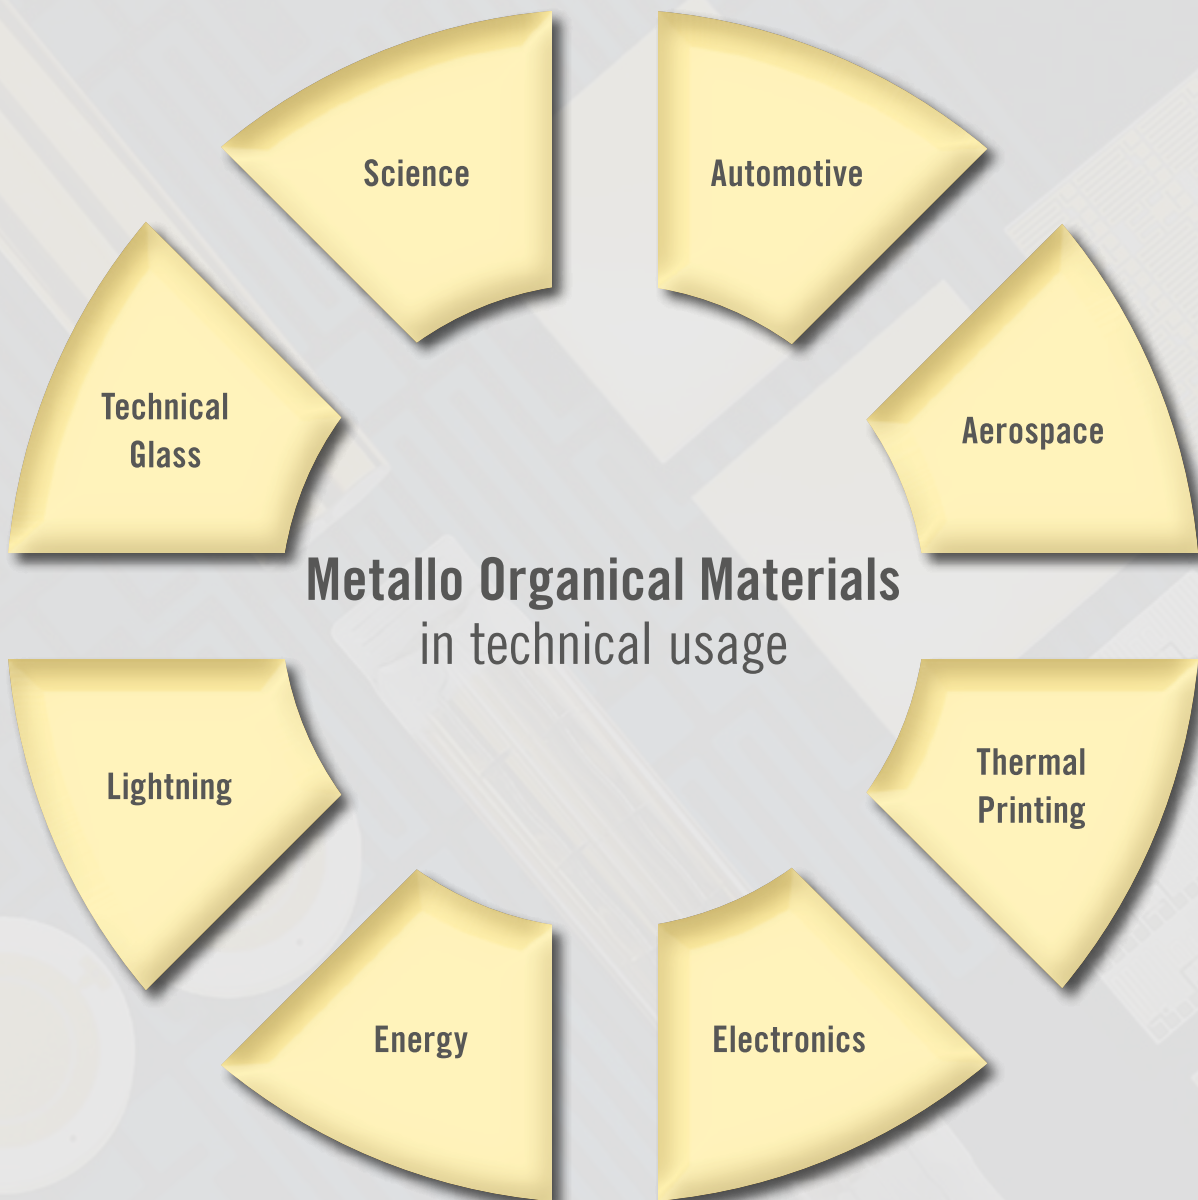 Science
Automotive
Technical
Glass
Aerospace
Metallo Organical Materials
in technical usage
Lightning
Thermal
Printing
Energy
Electronics